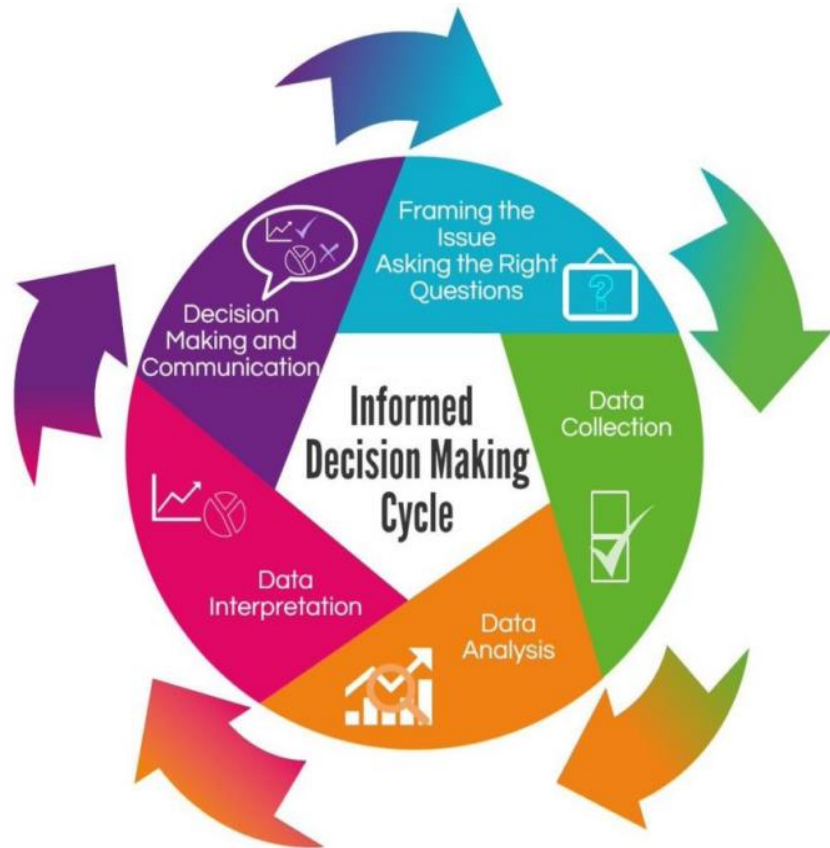 Informed
Decision Making
Cycle
Framing the
Issue
Asking the Right
Questions
?
Data
Collection
Data
Analysis
Data
Interpretation
Decision
Making and
Communication